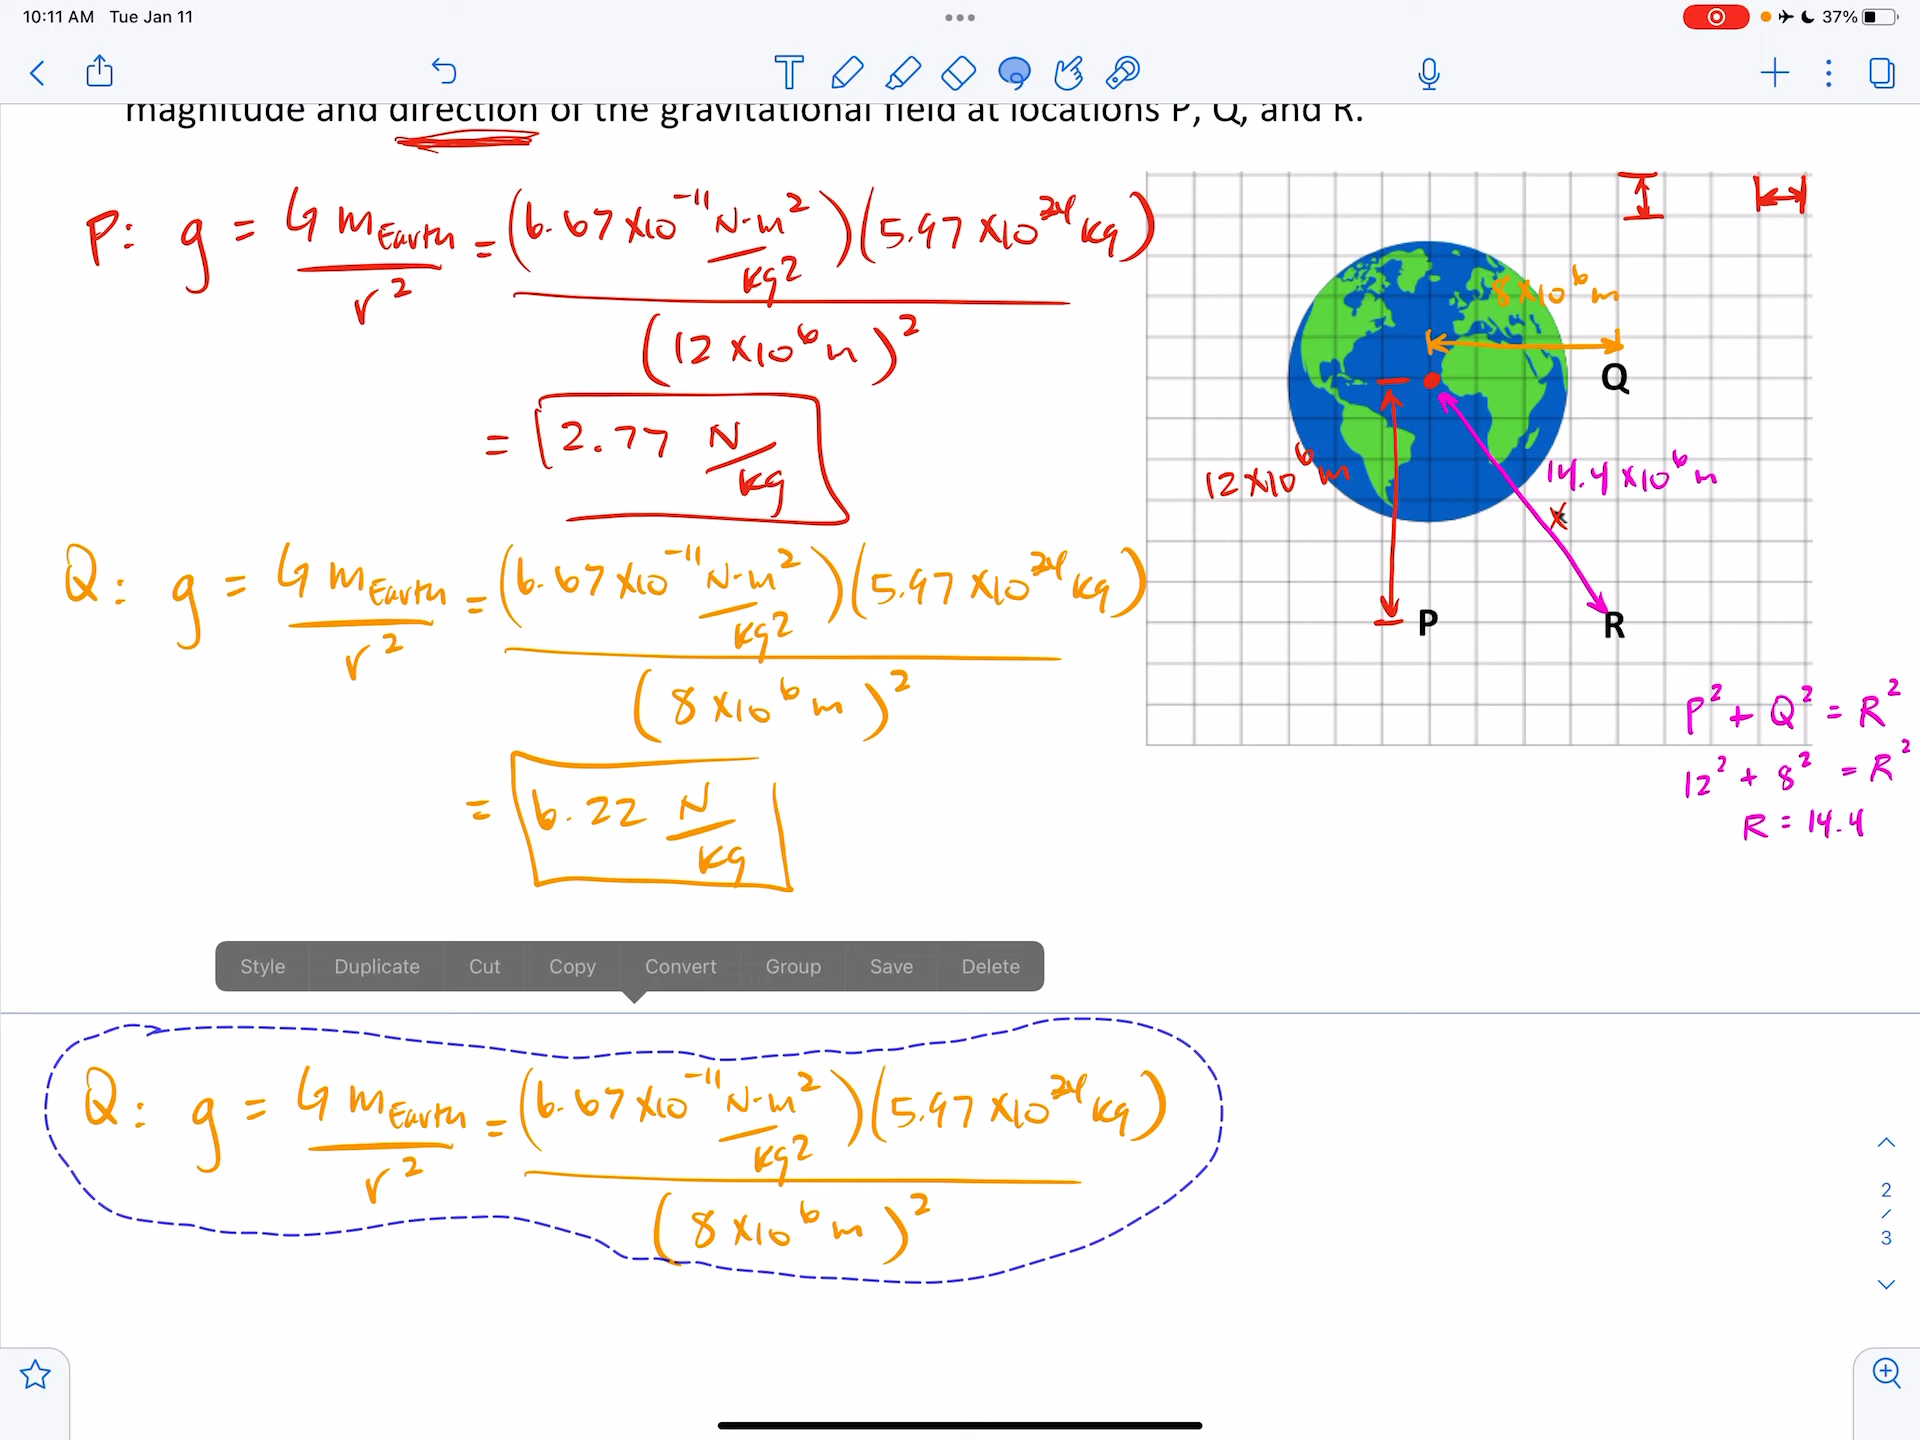 10:11 AM Tue Jan 11
37%
magnitude and direction of the gravitational field at locations P, Q, and R.
P: g = G mEarth / r² = (6.67 x10⁻¹¹ N·m²/kg²)(5.97 x10²⁴ kg) / (12 x10⁶ m)²
= 2.77 N/kg
Q: g = G mEarth / r² = (6.67 x10⁻¹¹ N·m²/kg²)(5.97 x10²⁴ kg) / (8 x10⁶ m)²
= 6.22 N/kg
8 x10⁶ m
Q
12 x10⁶ m
14.4 x10⁶ m
P
R
P² + Q² = R²
12² + 8² = R²
R = 14.4
Style Duplicate Cut Copy Convert Group Save Delete
Q: g = G mEarth / r² = (6.67 x10⁻¹¹ N·m²/kg²)(5.97 x10²⁴ kg) / (8 x10⁶ m)²
2
/
3